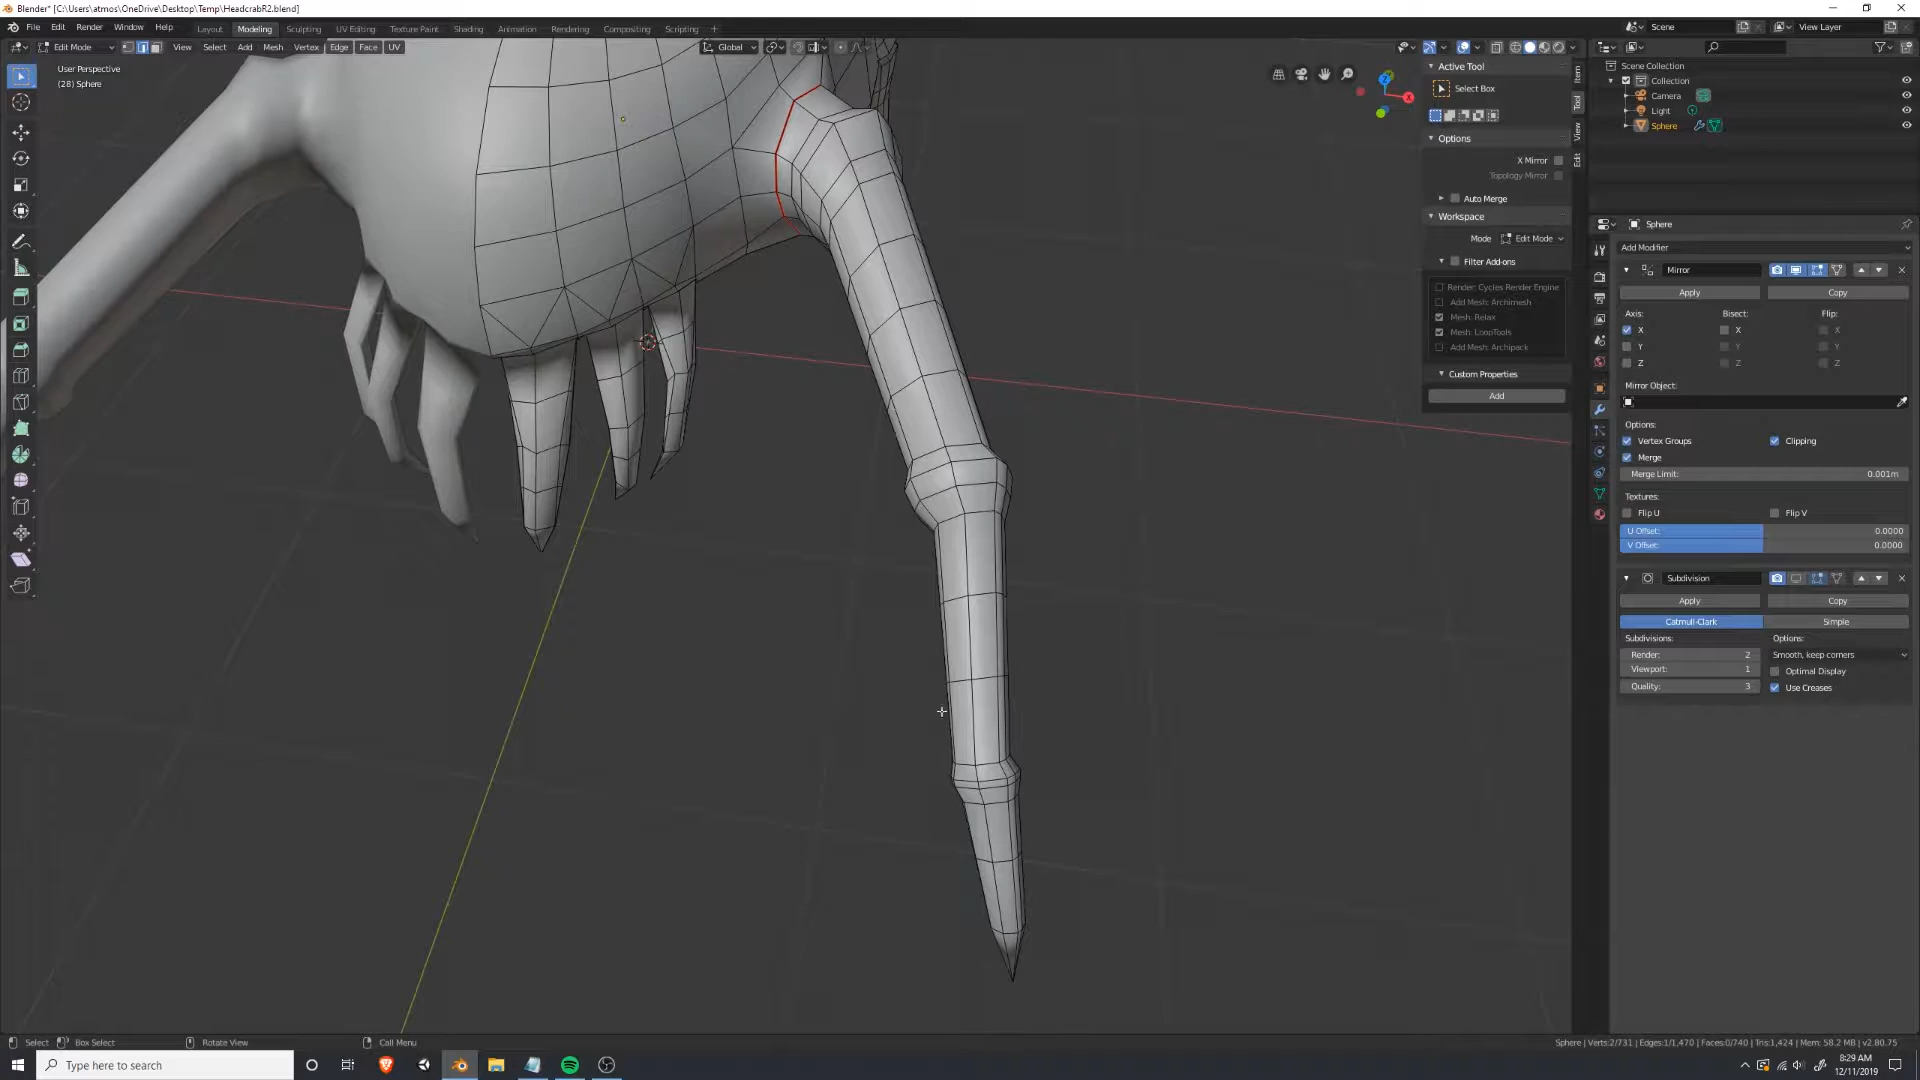 Blender* [C:\Users\atmos\OneDrive\Desktop\Temp\HeadcrabR2.blend]
File Edit Render Window Help Layout Modeling Sculpting UV Editing Texture Paint Shading Animation Rendering Compositing Scripting + Scene View Layer
Edit Mode View Select Add Mesh Vertex Edge Face UV Global
User Perspective
(28) Sphere
Active Tool
Select Box
Options
X Mirror
Topology Mirror
Auto Merge
Workspace
Mode Edit Mode
Filter Add-ons
Render: Cycles Render Engine
Add Mesh: Archimesh
Mesh: Relax
Mesh: LoopTools
Add Mesh: Archipack
Custom Properties
Add
Item
Tool
View
Edit
X
Z
Scene Collection
Collection
Camera
Light
Sphere
Sphere
Add Modifier
Mirror
Apply Copy
Axis: Bisect: Flip:
X X X
Y Y Y
Z Z Z
Mirror Object:
Options:
Vertex Groups Clipping
Merge
Merge Limit: 0.001m
Textures:
Flip U Flip V
U Offset: 0.0000
V Offset: 0.0000
Subdivision
Apply Copy
Catmull-Clark Simple
Subdivisions: Options:
Render: 2 Smooth, keep corners
Viewport: 1 Optimal Display
Quality: 3 Use Creases
Select Box Select Rotate View Call Menu Sphere | Verts:2/731 | Edges:1/1,470 | Faces:0/740 | Tris:1,424 | Mem: 58.2 MB | v2.80.75
Type here to search
8:29 AM
12/11/2019